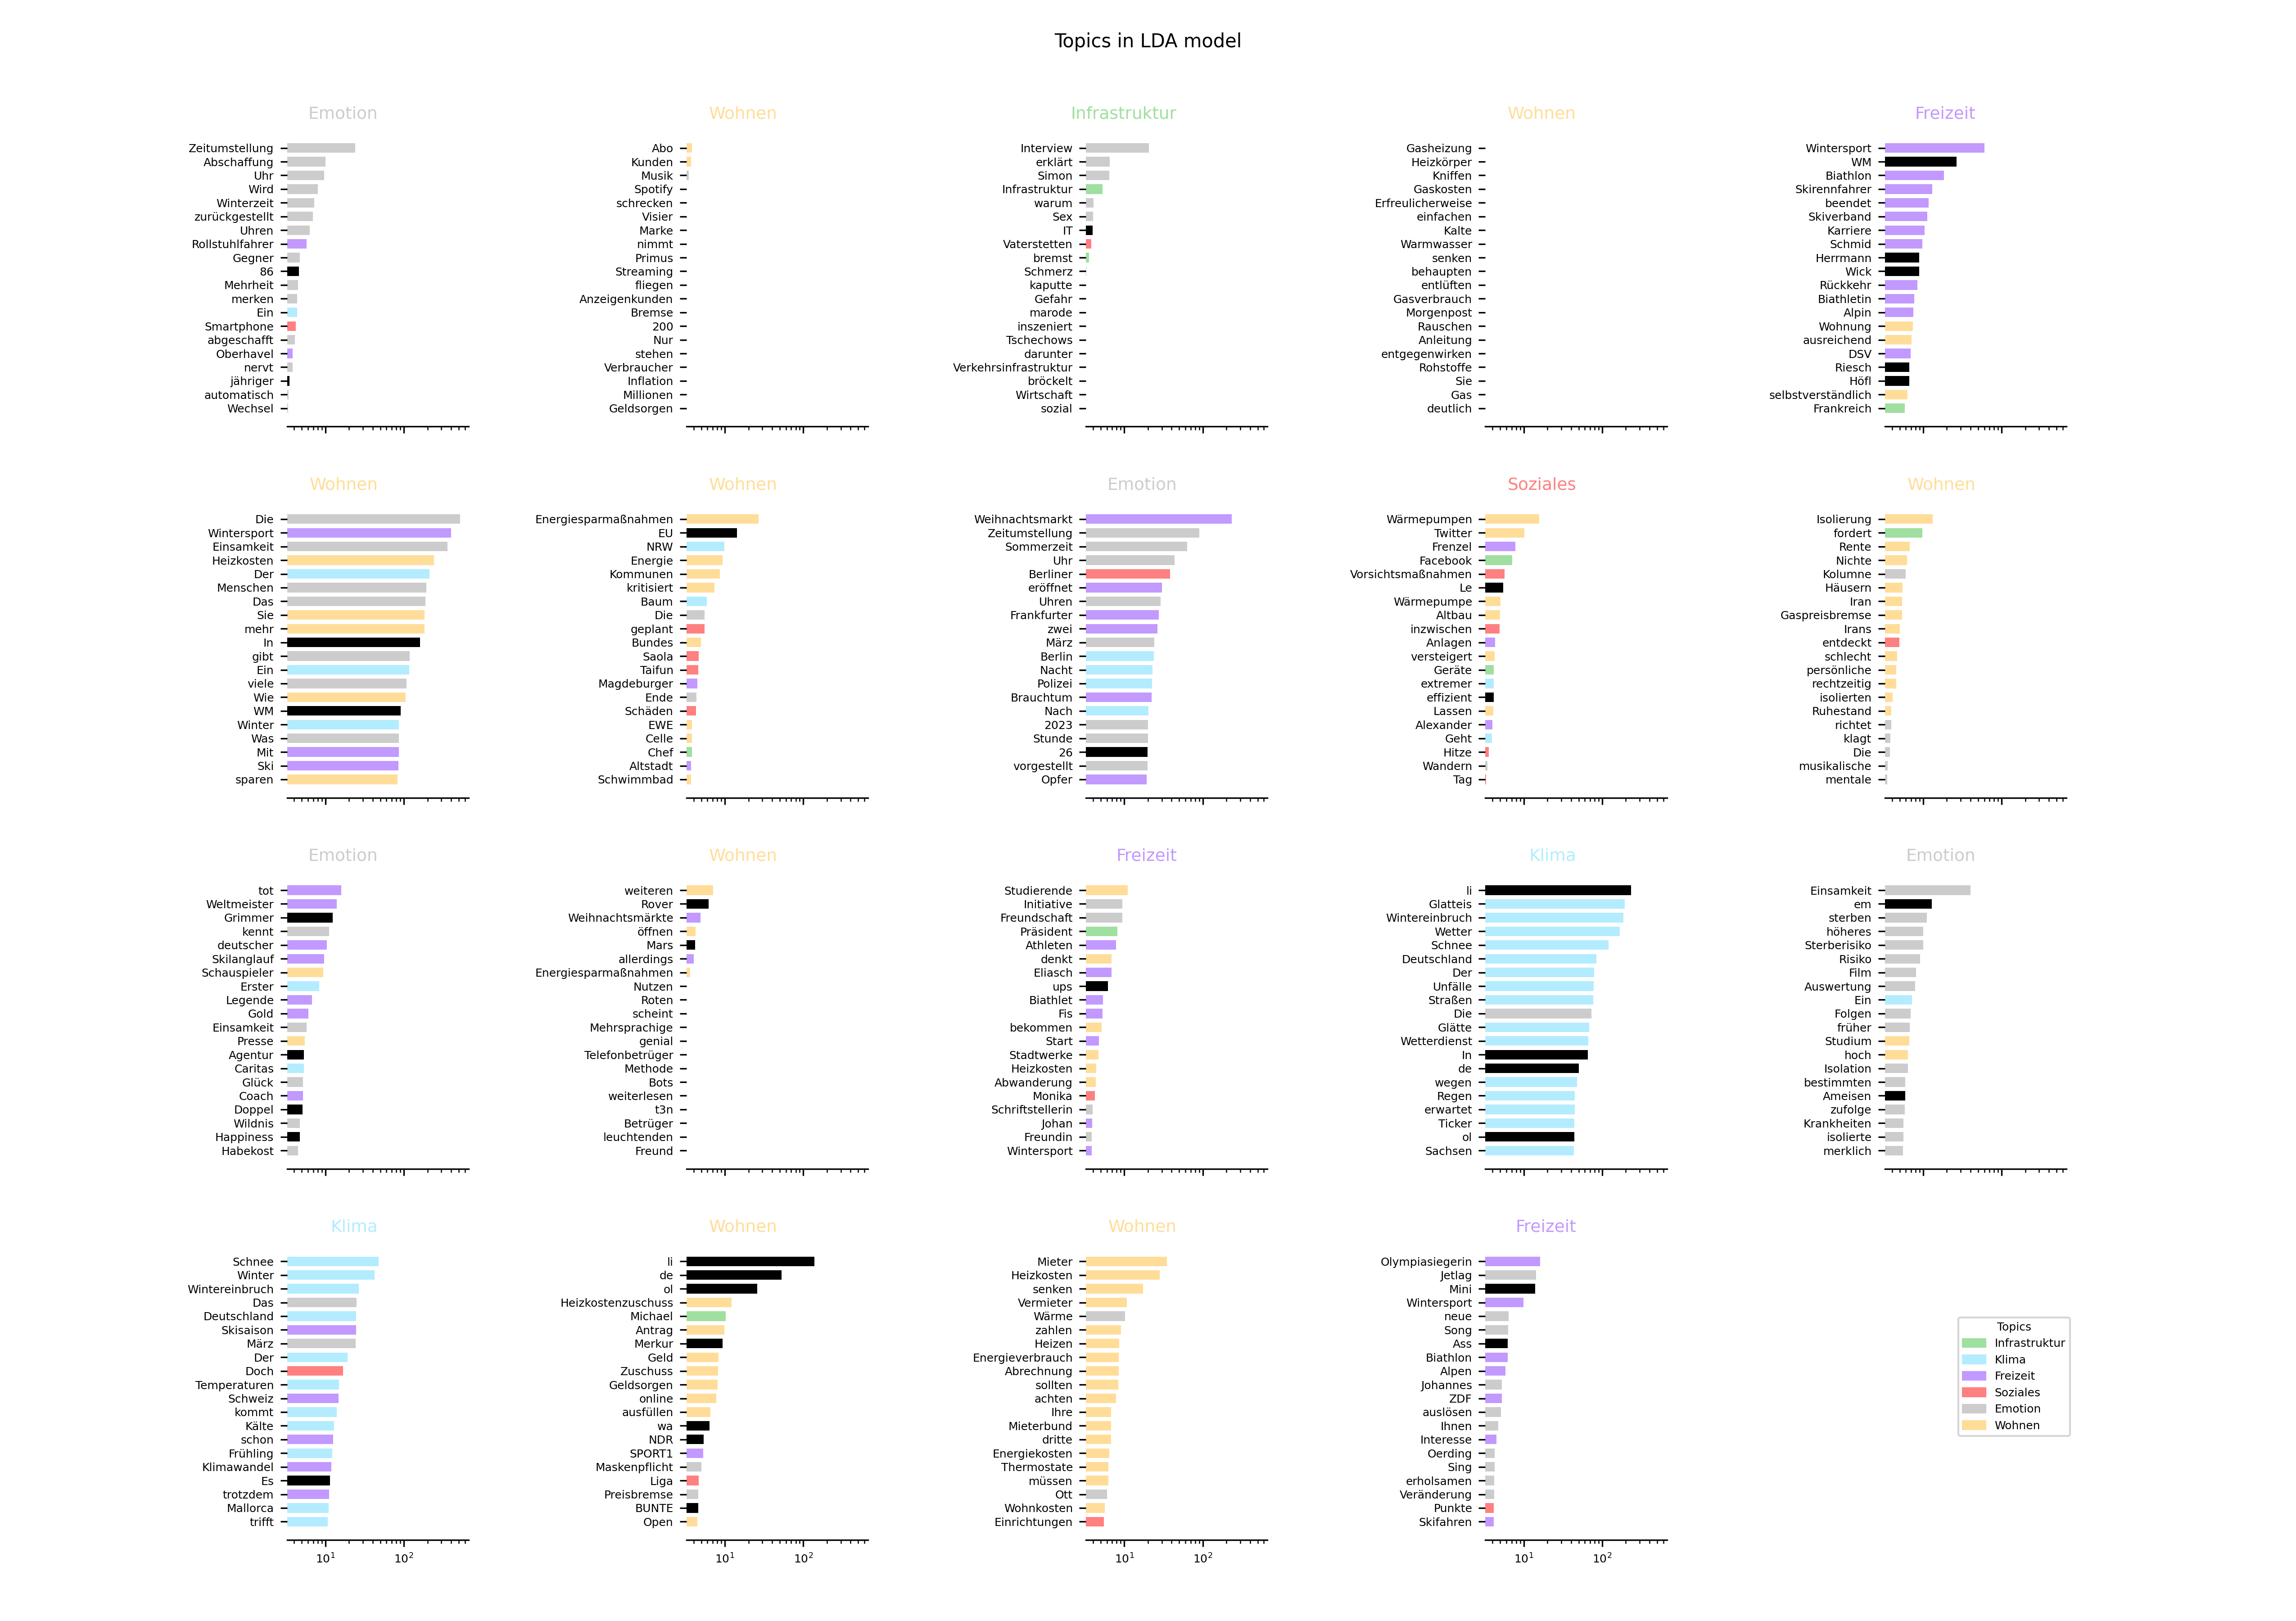 Topics in LDA model
Emotion
Zeitumstellung
Abschaffung
Uhr
Wird
Winterzeit
zurückgestellt
Uhren
Rollstuhlfahrer
Gegner
86
Mehrheit
merken
Ein
Smartphone
abgeschafft
Oberhavel
nervt
jähriger
automatisch
Wechsel
Wohnen
Abo
Kunden
Musik
Spotify
schrecken
Visier
Marke
nimmt
Primus
Streaming
fliegen
Anzeigenkunden
Bremse
200
Nur
stehen
Verbraucher
Inflation
Millionen
Geldsorgen
Infrastruktur
Interview
erklärt
Simon
Infrastruktur
warum
Sex
IT
Vaterstetten
bremst
Schmerz
kaputte
Gefahr
marode
inszeniert
Tschechows
darunter
Verkehrsinfrastruktur
bröckelt
Wirtschaft
sozial
Wohnen
Gasheizung
Heizkörper
Kniffen
Gaskosten
Erfreulicherweise
einfachen
Kalte
Warmwasser
senken
behaupten
entlüften
Gasverbrauch
Morgenpost
Rauschen
Anleitung
entgegenwirken
Rohstoffe
Sie
Gas
deutlich
Freizeit
Wintersport
WM
Biathlon
Skirennfahrer
beendet
Skiverband
Karriere
Schmid
Herrmann
Wick
Rückkehr
Biathletin
Alpin
Wohnung
ausreichend
DSV
Riesch
Höfl
selbstverständlich
Frankreich
Wohnen
Die
Wintersport
Einsamkeit
Heizkosten
Der
Menschen
Das
Sie
mehr
In
gibt
Ein
viele
Wie
WM
Winter
Was
Mit
Ski
sparen
Wohnen
Energiesparmaßnahmen
EU
NRW
Energie
Kommunen
kritisiert
Baum
Die
geplant
Bundes
Saola
Taifun
Magdeburger
Ende
Schäden
EWE
Celle
Chef
Altstadt
Schwimmbad
Emotion
Weihnachtsmarkt
Zeitumstellung
Sommerzeit
Uhr
Berliner
eröffnet
Uhren
Frankfurter
zwei
März
Berlin
Nacht
Polizei
Brauchtum
Nach
2023
Stunde
26
vorgestellt
Opfer
Soziales
Wärmepumpen
Twitter
Frenzel
Facebook
Vorsichtsmaßnahmen
Le
Wärmepumpe
Altbau
inzwischen
Anlagen
versteigert
Geräte
extremer
effizient
Lassen
Alexander
Geht
Hitze
Wandern
Tag
Wohnen
Isolierung
fordert
Rente
Nichte
Kolumne
Häusern
Iran
Gaspreisbremse
Irans
entdeckt
schlecht
persönliche
rechtzeitig
isolierten
Ruhestand
richtet
klagt
Die
musikalische
mentale
Emotion
tot
Weltmeister
Grimmer
kennt
deutscher
Skilanglauf
Schauspieler
Erster
Legende
Gold
Einsamkeit
Presse
Agentur
Caritas
Glück
Coach
Doppel
Wildnis
Happiness
Habekost
Wohnen
weiteren
Rover
Weihnachtsmärkte
öffnen
Mars
allerdings
Energiesparmaßnahmen
Nutzen
Roten
scheint
Mehrsprachige
genial
Telefonbetrüger
Methode
Bots
weiterlesen
t3n
Betrüger
leuchtenden
Freund
Freizeit
Studierende
Initiative
Freundschaft
Präsident
Athleten
denkt
Eliasch
ups
Biathlet
Fis
bekommen
Start
Stadtwerke
Heizkosten
Abwanderung
Monika
Schriftstellerin
Johan
Freundin
Wintersport
Klima
li
Glatteis
Wintereinbruch
Wetter
Schnee
Deutschland
Der
Unfälle
Straßen
Die
Glätte
Wetterdienst
In
de
wegen
Regen
erwartet
Ticker
ol
Sachsen
Emotion
Einsamkeit
em
sterben
höheres
Sterberisiko
Risiko
Film
Auswertung
Ein
Folgen
früher
Studium
hoch
Isolation
bestimmten
Ameisen
zufolge
Krankheiten
isolierte
merklich
Klima
Schnee
Winter
Wintereinbruch
Das
Deutschland
Skisaison
März
Der
Doch
Temperaturen
Schweiz
kommt
Kälte
schon
Frühling
Klimawandel
Es
trotzdem
Mallorca
trifft
10¹ 10²
Wohnen
li
de
ol
Heizkostenzuschuss
Michael
Antrag
Merkur
Geld
Zuschuss
Geldsorgen
online
ausfüllen
wa
NDR
SPORT1
Maskenpflicht
Liga
Preisbremse
BUNTE
Open
10¹ 10²
Wohnen
Mieter
Heizkosten
senken
Vermieter
Wärme
zahlen
Heizen
Energieverbrauch
Abrechnung
sollten
achten
Ihre
Mieterbund
dritte
Energiekosten
Thermostate
müssen
Ott
Wohnkosten
Einrichtungen
10¹ 10²
Freizeit
Olympiasiegerin
Jetlag
Mini
Wintersport
neue
Song
Ass
Biathlon
Alpen
Johannes
ZDF
auslösen
Ihnen
Interesse
Oerding
Sing
erholsamen
Veränderung
Punkte
Skifahren
10¹ 10²
Topics
Infrastruktur
Klima
Freizeit
Soziales
Emotion
Wohnen